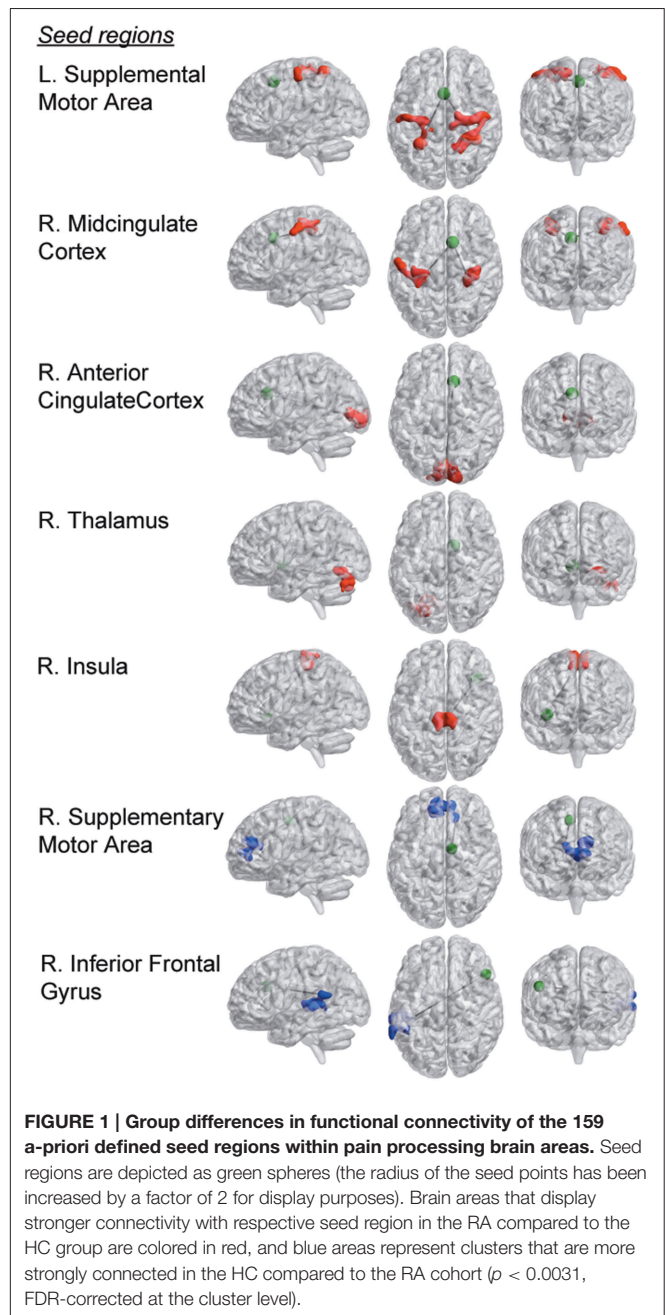 Seed regions
L. Supplemental
Motor Area
R. Midcingulate
Cortex
R. Anterior
CingulateCortex
R. Thalamus
R. Insula
R. Supplementary
Motor Area
R. Inferior Frontal
Gyrus
FIGURE 1 | Group differences in functional connectivity of the 159
a-priori defined seed regions within pain processing brain areas. Seed
regions are depicted as green spheres (the radius of the seed points has been
increased by a factor of 2 for display purposes). Brain areas that display
stronger connectivity with respective seed region in the RA compared to the
HC group are colored in red, and blue areas represent clusters that are more
strongly connected in the HC compared to the RA cohort (p < 0.0031,
FDR-corrected at the cluster level).